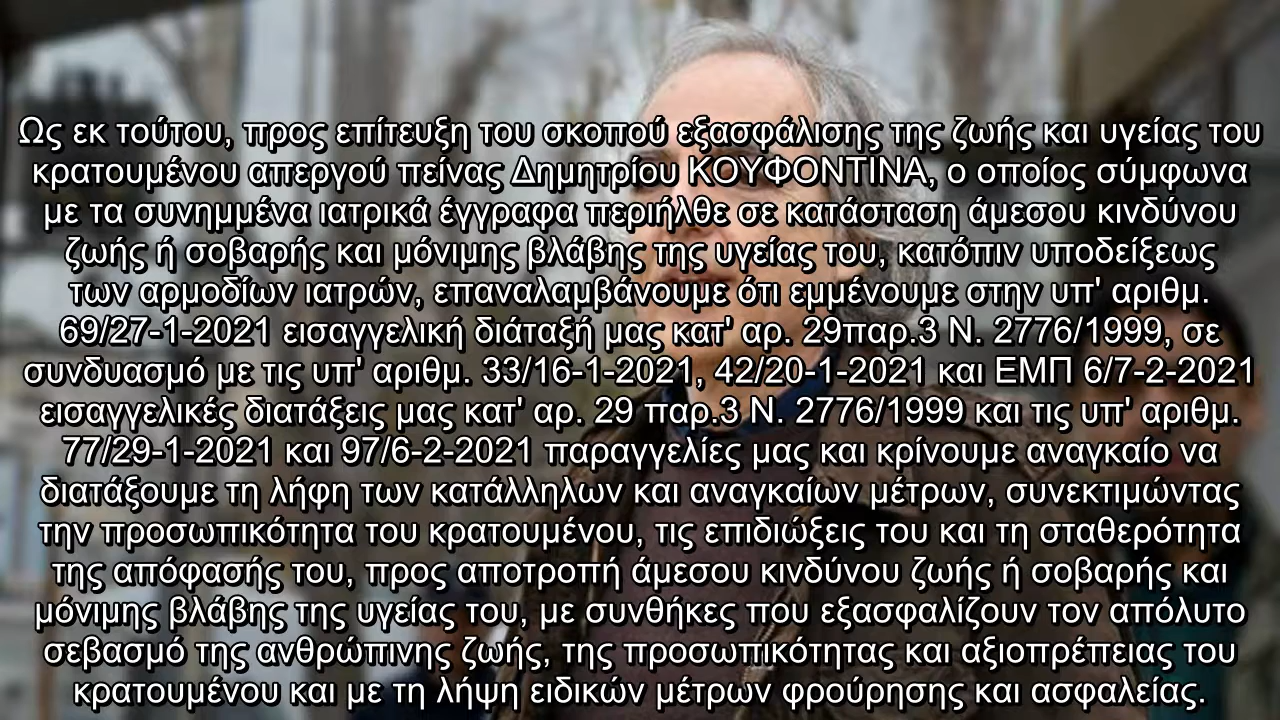 Ως εκ τούτου, προς επίτευξη του σκοπού εξασφάλισης της ζωής και υγείας του
κρατουμένου απεργού πείνας Δημητρίου ΚΟΥΦΟΝΤΙΝΑ, ο οποίος σύμφωνα
με τα συνημμένα ιατρικά έγγραφα περιήλθε σε κατάσταση άμεσου κινδύνου
ζωής ή σοβαρής και μόνιμης βλάβης της υγείας του, κατόπιν υποδείξεως
των αρμοδίων ιατρών, επαναλαμβάνουμε ότι εμμένουμε στην υπ' αριθμ.
69/27-1-2021 εισαγγελική διάταξή μας κατ' αρ. 29παρ.3 Ν. 2776/1999, σε
συνδυασμό με τις υπ' αριθμ. 33/16-1-2021, 42/20-1-2021 και ΕΜΠ 6/7-2-2021
εισαγγελικές διατάξεις μας κατ' αρ. 29 παρ.3 Ν. 2776/1999 και τις υπ' αριθμ.
77/29-1-2021 και 97/6-2-2021 παραγγελίες μας και κρίνουμε αναγκαίο να
διατάξουμε τη λήφη των κατάλληλων και αναγκαίων μέτρων, συνεκτιμώντας
την προσωπικότητα του κρατουμένου, τις επιδιώξεις του και τη σταθερότητα
της απόφασής του, προς αποτροπή άμεσου κινδύνου ζωής ή σοβαρής και
μόνιμης βλάβης της υγείας του, με συνθήκες που εξασφαλίζουν τον απόλυτο
σεβασμό της ανθρώπινης ζωής, της προσωπικότητας και αξιοπρέπειας του
κρατουμένου και με τη λήψη ειδικών μέτρων φρούρησης και ασφαλείας.